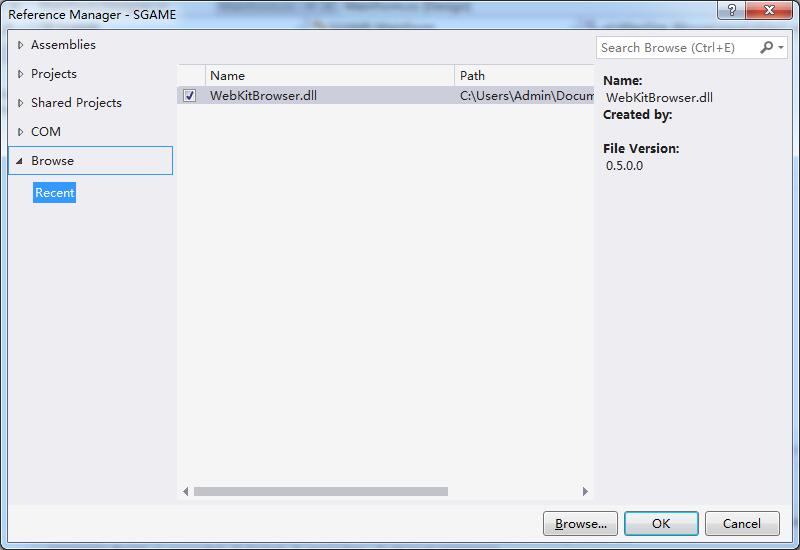 Reference Manager - SGAME
Assemblies
Search Browse (Ctrl+E)
Projects
Shared Projects
COM
Browse
Recent
Name
Path
WebKitBrowser.dll
C:\Users\Admin\Docum
Name:
WebKitBrowser.dll
Created by:
File Version:
0.5.0.0
Browse...
OK
Cancel